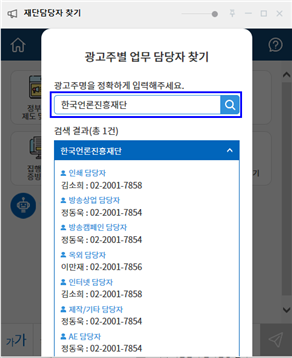 재단담당자 찾기
광고주별 업무 담당자 찾기
광고주명을 정확하게 입력해주세요.
한국언론진흥재단
검색 결과(총 1건)
한국언론진흥재단
인쇄 담당자
김소희 : 02-2001-7858
방송상업 담당자
정동욱 : 02-2001-7854
방송캠페인 담당자
정동욱 : 02-2001-7854
옥외 담당자
이만재 : 02-2001-7856
인터넷 담당자
김소희 : 02-2001-7858
제작/기타 담당자
정동욱 : 02-2001-7854
AE 담당자
정동욱 : 02-2001-7854
정부
제도 및
집행
증빙
가가